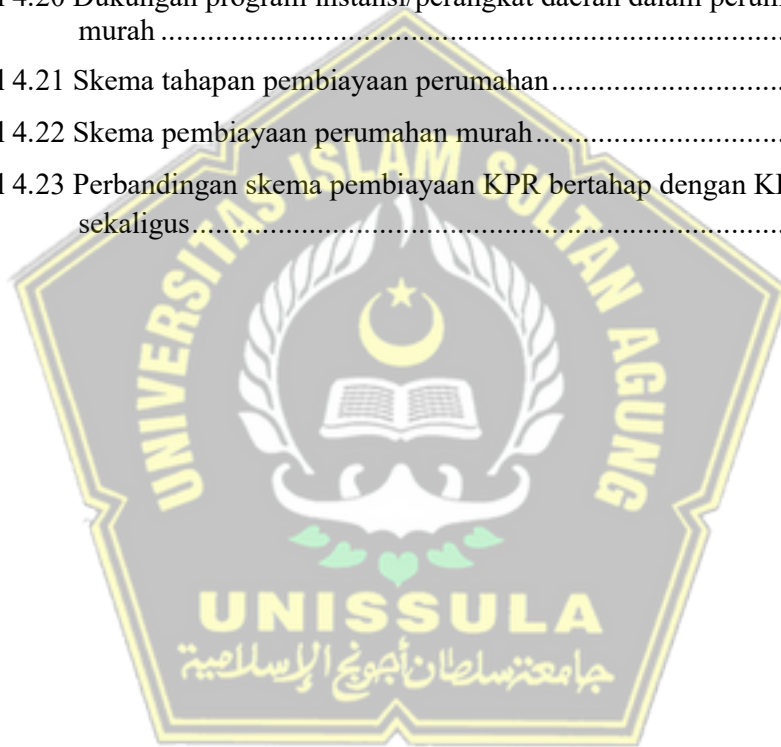 l 4.20 Dukungan program instansi/perangkat daerah dalam perum
murah ................................................................................
l 4.21 Skema tahapan pembiayaan perumahan..............................
l 4.22 Skema pembiayaan perumahan murah................................
l 4.23 Perbandingan skema pembiayaan KPR bertahap dengan KP
sekaligus............................................................................
UNIVERSITAS ISLAM SULTAN AGUNG
UNISSULA
جامعة سلطان أجونج الإسلامية